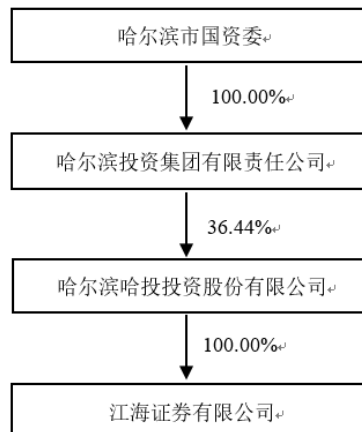 哈尔滨市国资委
100.00%
哈尔滨投资集团有限责任公司
36.44%
哈尔滨哈投投资股份有限公司
100.00%
江海证券有限公司